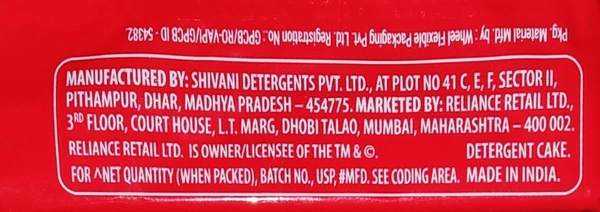 Pkg. Material Mfd. by : Wheel Flexible Packaging Pvt. Ltd. Registration No.: GPCB/RO-VAPI/GPCB ID - 54382
MANUFACTURED BY: SHIVANI DETERGENTS PVT. LTD., AT PLOT NO 41 C, E, F, SECTOR II,
PITHAMPUR, DHAR, MADHYA PRADESH – 454775. MARKETED BY: RELIANCE RETAIL LTD.,
3RD FLOOR, COURT HOUSE, L.T. MARG, DHOBI TALAO, MUMBAI, MAHARASHTRA – 400 002.
RELIANCE RETAIL LTD. IS OWNER/LICENSEE OF THE TM & ©. DETERGENT CAKE.
FOR ^NET QUANTITY (WHEN PACKED), BATCH NO., USP, #MFD. SEE CODING AREA. MADE IN INDIA.